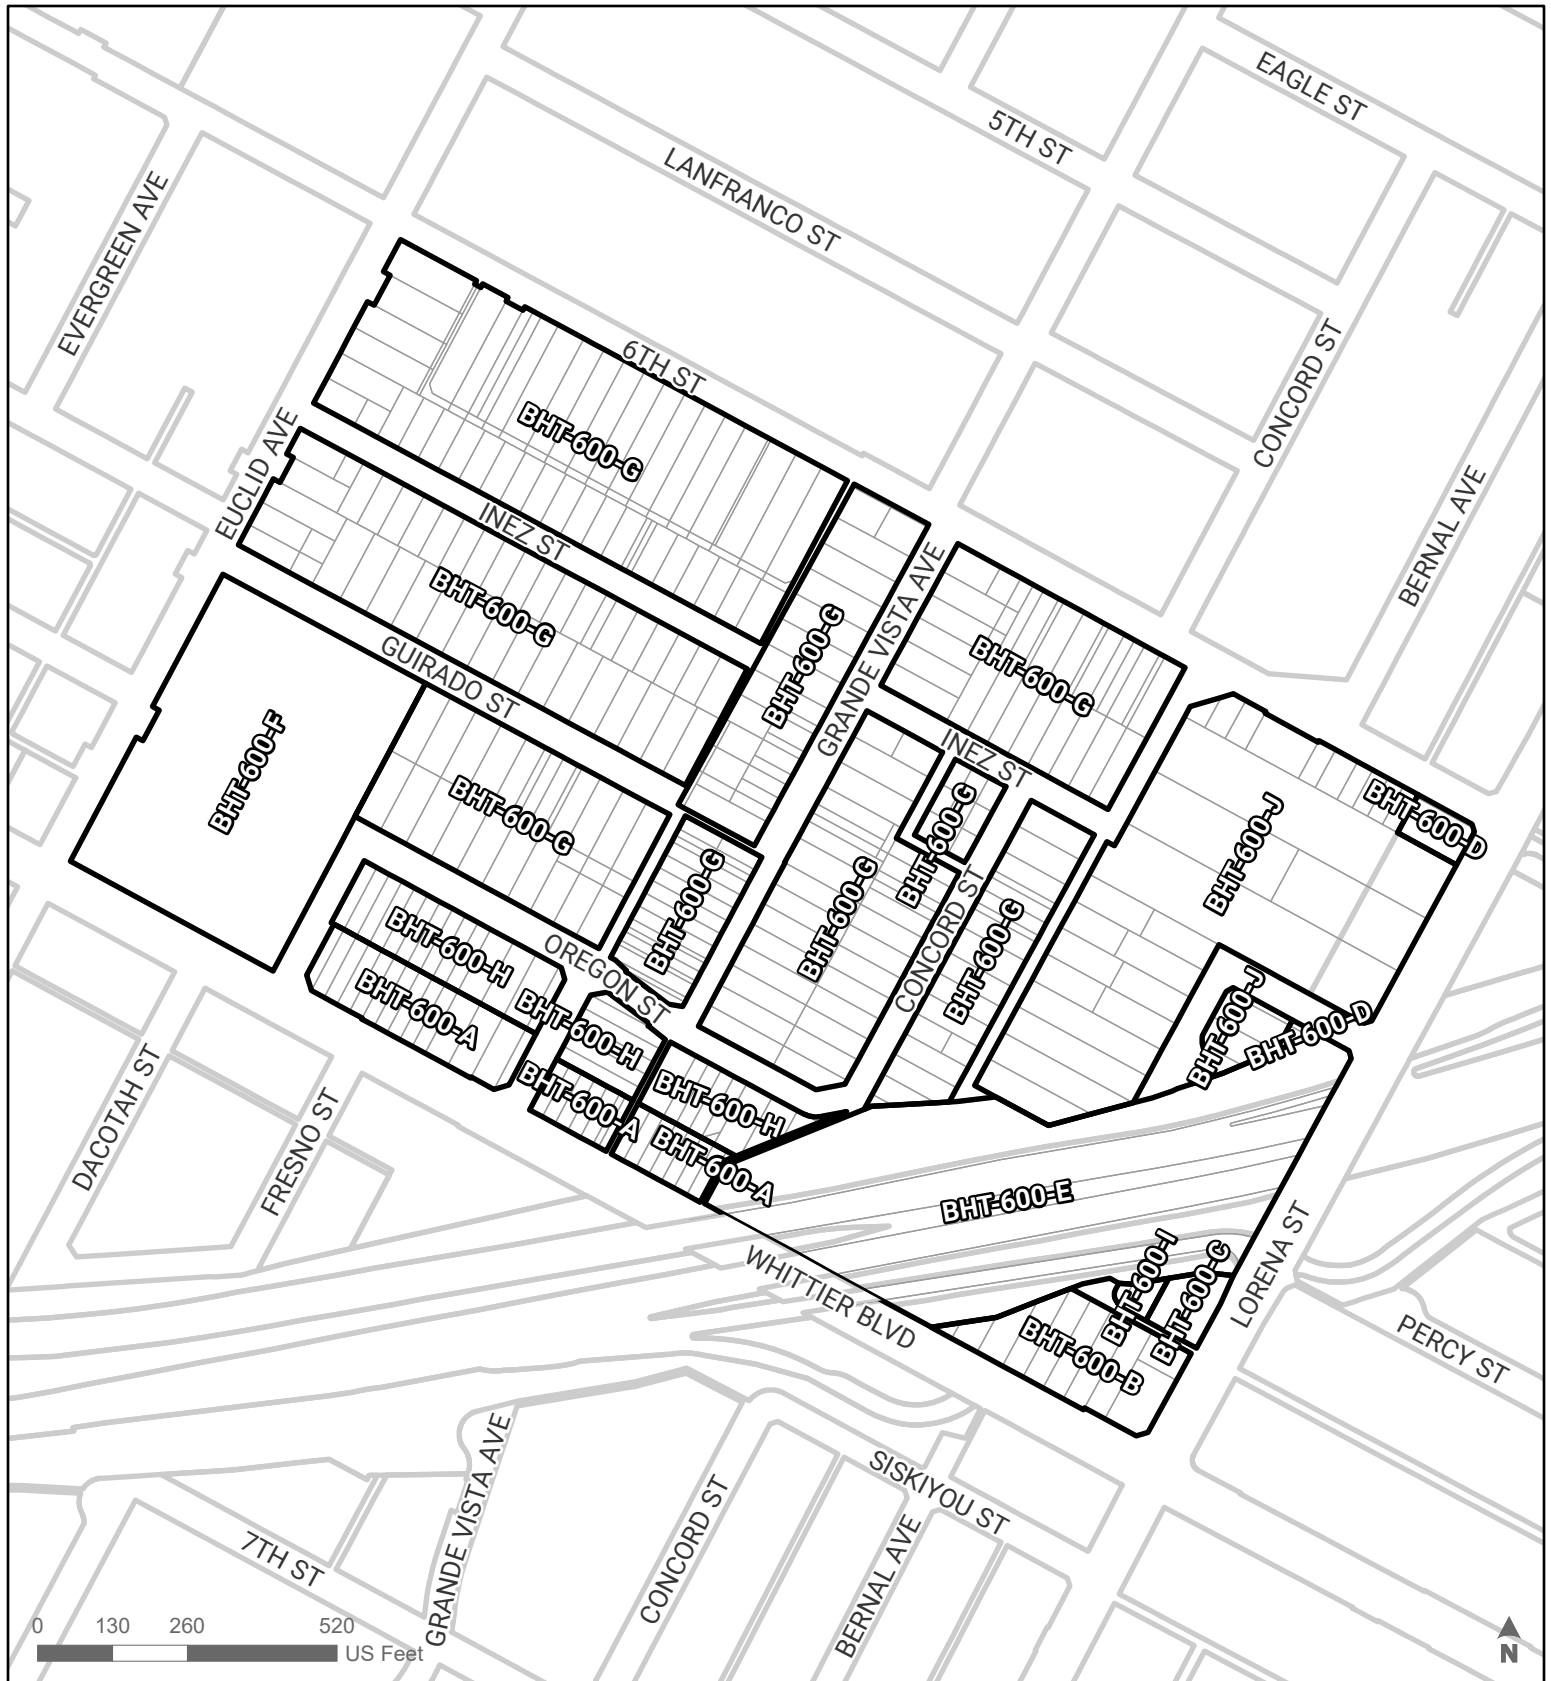 EAGLE ST
5TH ST
LANFRANCO ST
EVERGREEN AVE
CONCORD ST
6TH ST
BHT-600-G
EUCLID AVE
BERNAL AVE
INEZ ST
BHT-600-G
GRANDE VISTA AVE
BHT-600-G
BHT-600-G
GUIRADO ST
BHT-600-F
INEZ ST
BHT-600-G
BHT-600-G
BHT-600-J
BHT-600-D
BHT-600-G
BHT-600-G
BHT-600-G
CONCORD ST
BHT-600-G
BHT-600-H
OREGON ST
BHT-600-A
BHT-600-H
BHT-600-J
BHT-600-D
BHT-600-A
BHT-600-H
BHT-600-A
DACOTAH ST
FRESNO ST
BHT-600-E
WHITTIER BLVD
BHT-600-I
BHT-600-C
LORENA ST
BHT-600-B
PERCY ST
GRANDE VISTA AVE
SISKIYOU ST
CONCORD ST
BERNAL AVE
7TH ST
0 130 260 520
US Feet
N